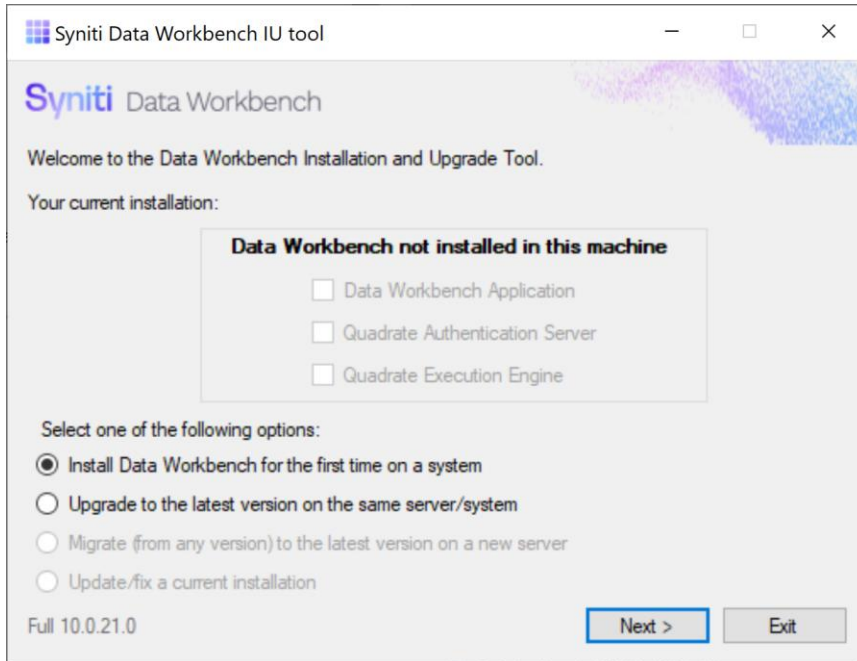 Syniti Data Workbench IU tool
Syniti Data Workbench
Welcome to the Data Workbench Installation and Upgrade Tool.
Your current installation:
Data Workbench not installed in this machine
Data Workbench Application
Quadrate Authentication Server
Quadrate Execution Engine
Select one of the following options:
Install Data Workbench for the first time on a system
Upgrade to the latest version on the same server/system
Migrate (from any version) to the latest version on a new server
Update/fix a current installation
Full 10.0.21.0
Next >
Exit